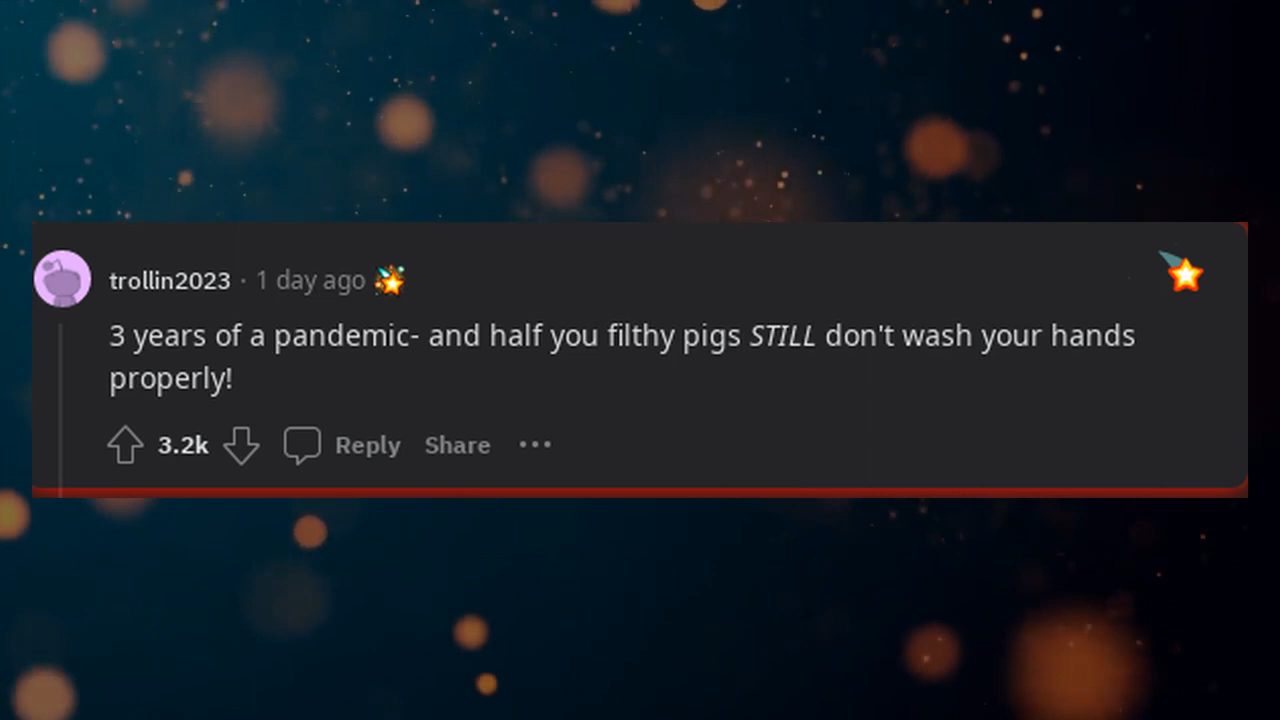 trollin2023 · 1 day ago
3 years of a pandemic- and half you filthy pigs STILL don't wash your hands
properly!
3.2k Reply Share •••